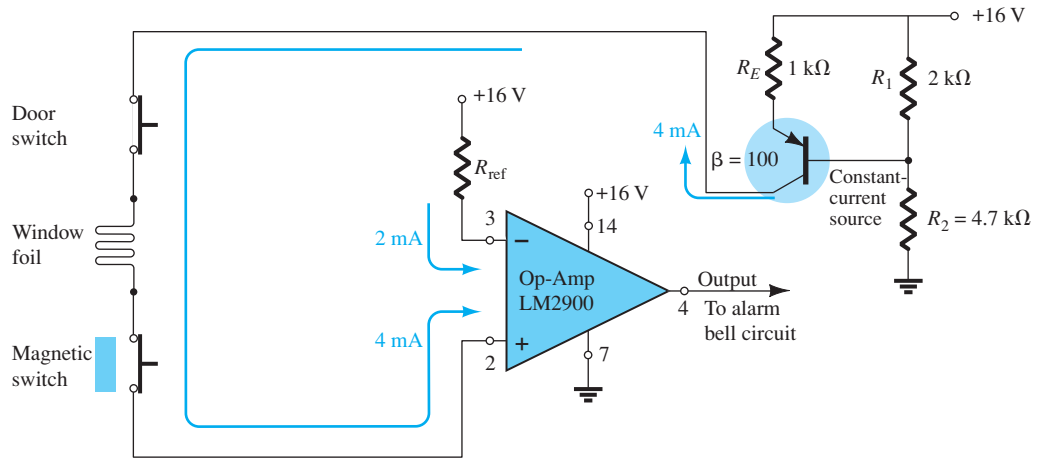 +16 V
R_E
1 kΩ
R_1
2 kΩ
Door
switch
+16 V
4 mA
β = 100
R_ref
Constant-
current
source
+16 V
R_2 = 4.7 kΩ
3
14
Window
foil
2 mA
−
Op-Amp
LM2900
Output
4
To alarm
bell circuit
4 mA
+
2
7
Magnetic
switch